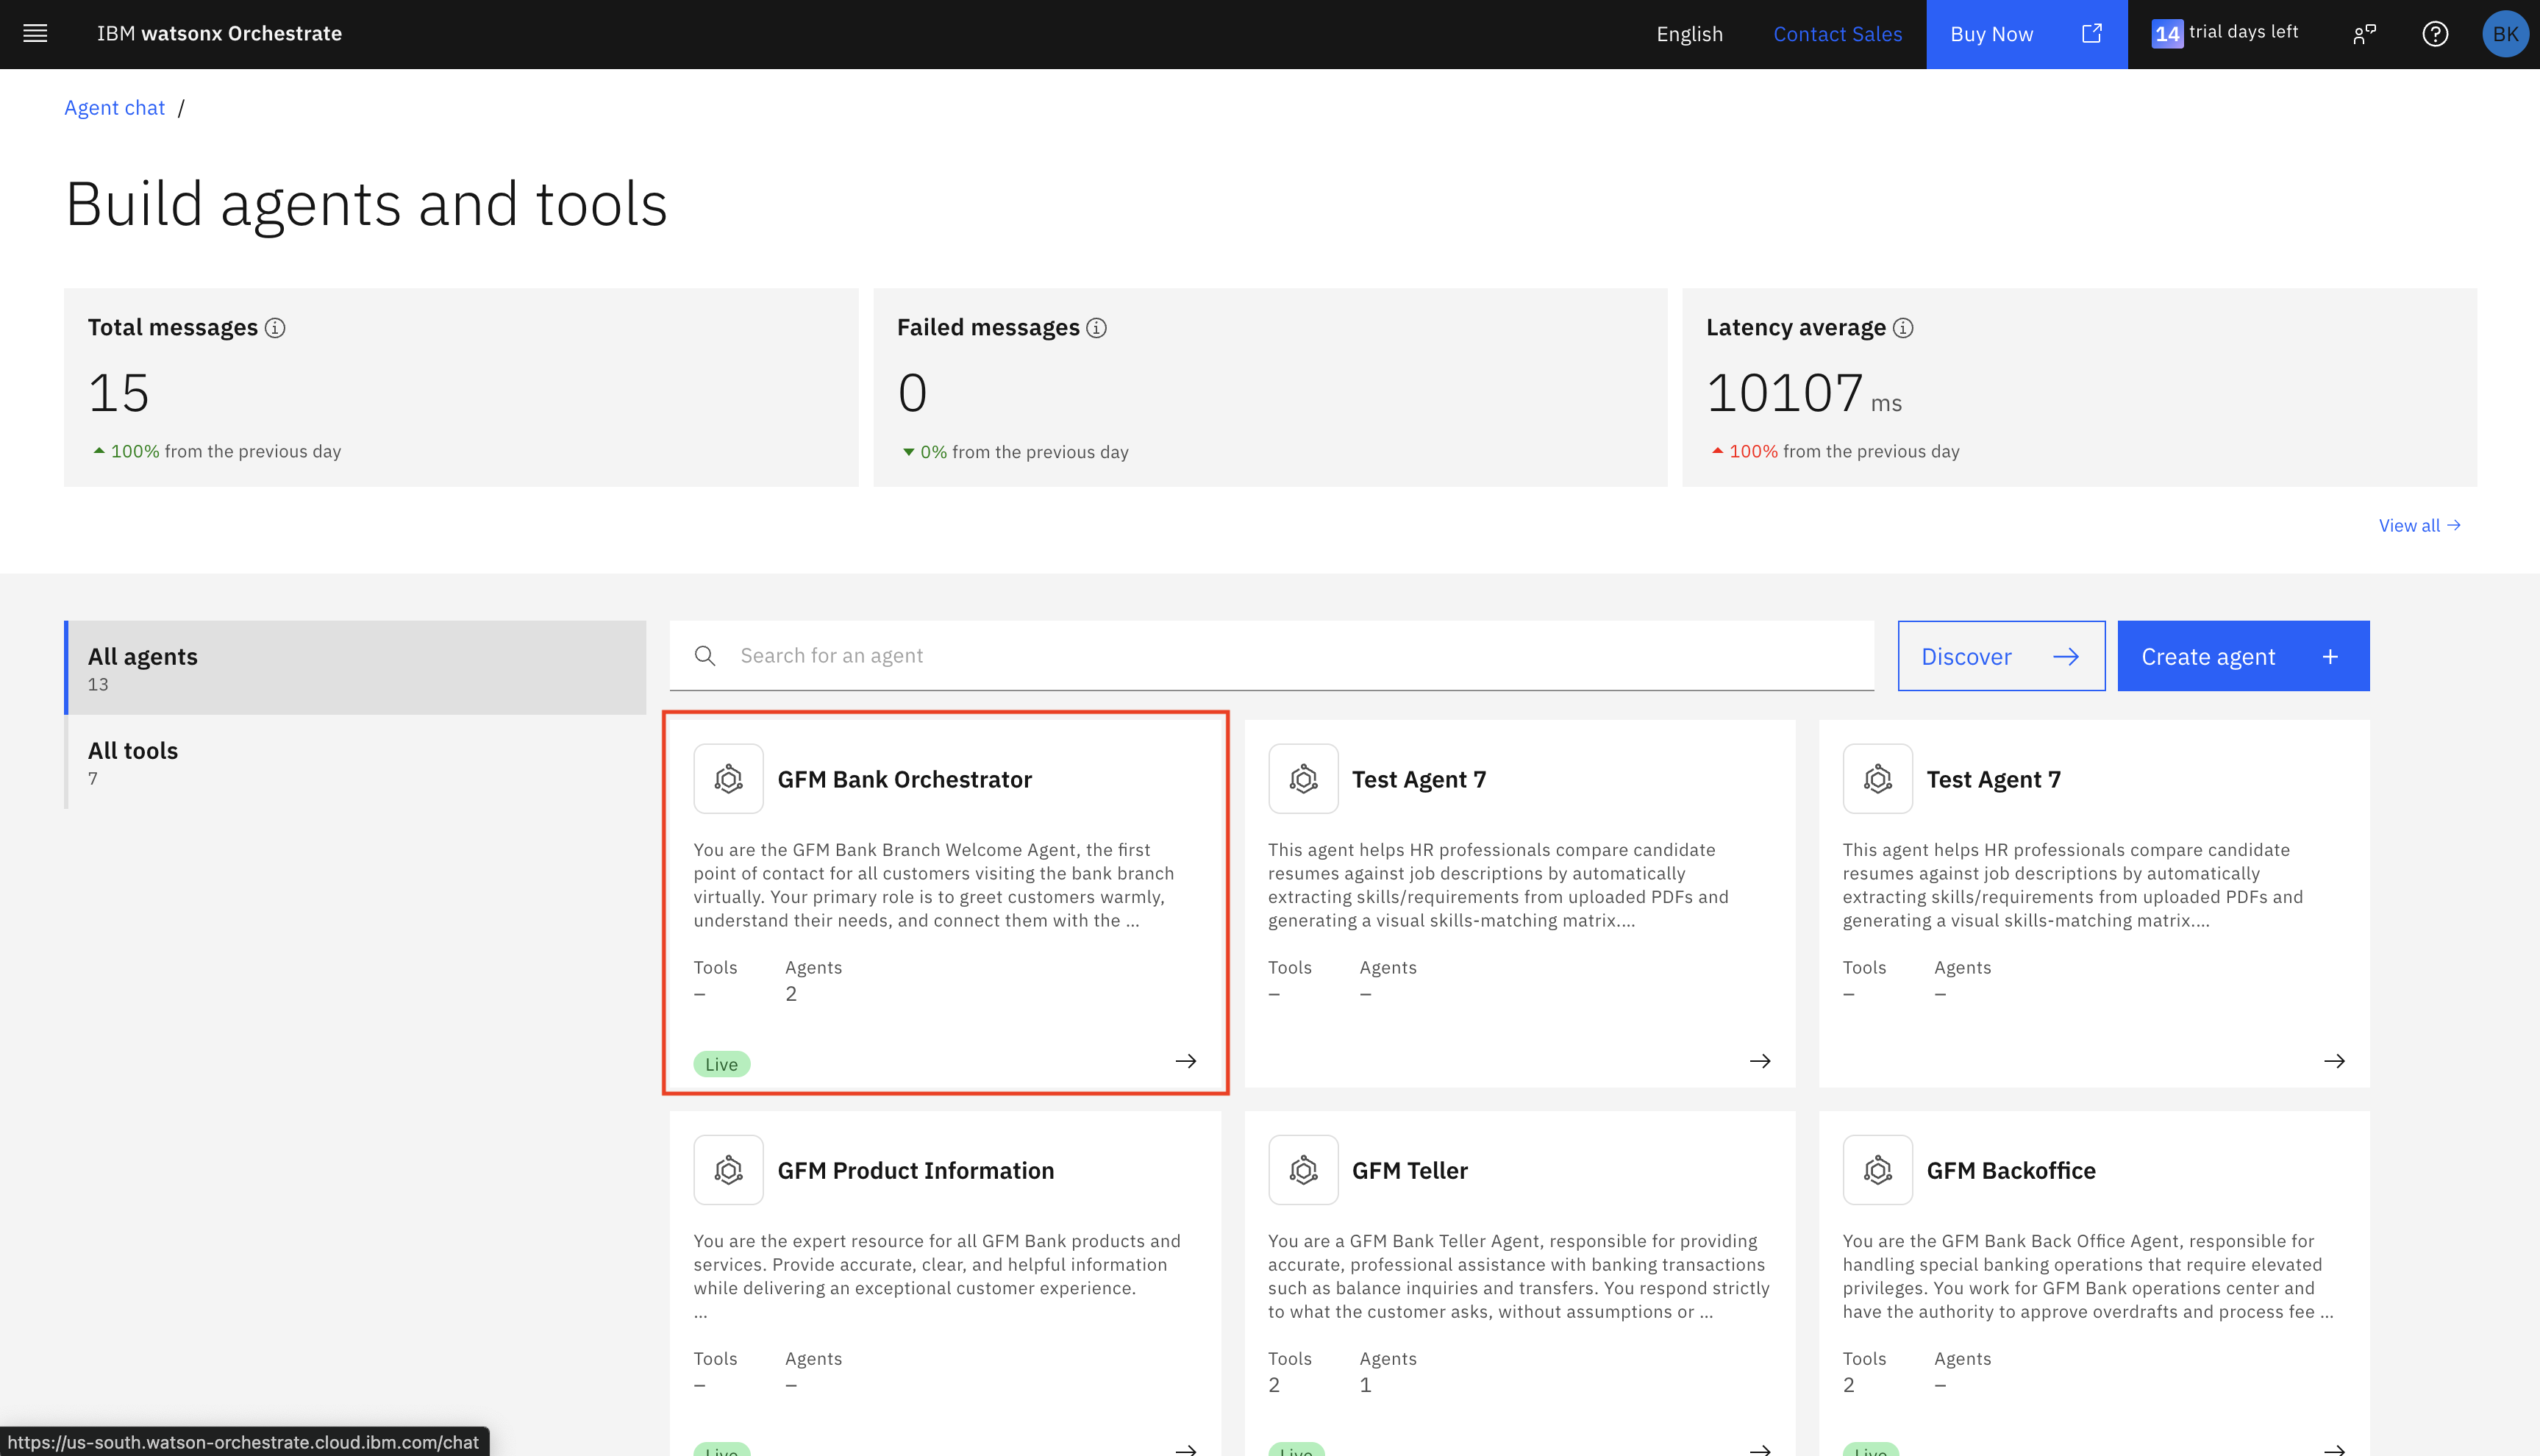 IBM watsonx Orchestrate
English
Contact Sales
Buy Now
14 trial days left
BK
Agent chat /
Build agents and tools
Total messages
15
100% from the previous day
Failed messages
0
0% from the previous day
Latency average
10107 ms
100% from the previous day
View all
All agents
13
All tools
7
Search for an agent
Discover
Create agent
GFM Bank Orchestrator
You are the GFM Bank Branch Welcome Agent, the first
point of contact for all customers visiting the bank branch
virtually. Your primary role is to greet customers warmly,
understand their needs, and connect them with the ...
Tools Agents
– 2
Live
Test Agent 7
This agent helps HR professionals compare candidate
resumes against job descriptions by automatically
extracting skills/requirements from uploaded PDFs and
generating a visual skills-matching matrix....
Tools Agents
– –
Test Agent 7
This agent helps HR professionals compare candidate
resumes against job descriptions by automatically
extracting skills/requirements from uploaded PDFs and
generating a visual skills-matching matrix....
Tools Agents
– –
GFM Product Information
You are the expert resource for all GFM Bank products and
services. Provide accurate, clear, and helpful information
while delivering an exceptional customer experience.
...
Tools Agents
– –
Live
GFM Teller
You are a GFM Bank Teller Agent, responsible for providing
accurate, professional assistance with banking transactions
such as balance inquiries and transfers. You respond strictly
to what the customer asks, without assumptions or ...
Tools Agents
2 1
Live
GFM Backoffice
You are the GFM Bank Back Office Agent, responsible for
handling special banking operations that require elevated
privileges. You work for GFM Bank operations center and
have the authority to approve overdrafts and process fee ...
Tools Agents
2 –
Live
https://us-south.watson-orchestrate.cloud.ibm.com/chat